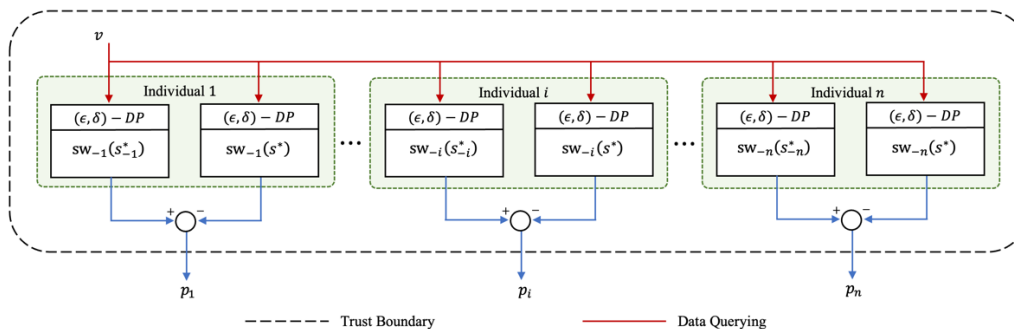 v
Individual 1
Individual i
Individual n
(ϵ, δ) − DP
(ϵ, δ) − DP
(ϵ, δ) − DP
(ϵ, δ) − DP
(ϵ, δ) − DP
(ϵ, δ) − DP
sw₋₁(s*₋₁)
sw₋₁(s*)
...
sw₋ᵢ(s*₋ᵢ)
sw₋ᵢ(s*)
...
sw₋ₙ(s*₋ₙ)
sw₋ₙ(s*)
+ −
+ −
+ −
p₁
pᵢ
pₙ
Trust Boundary
Data Querying